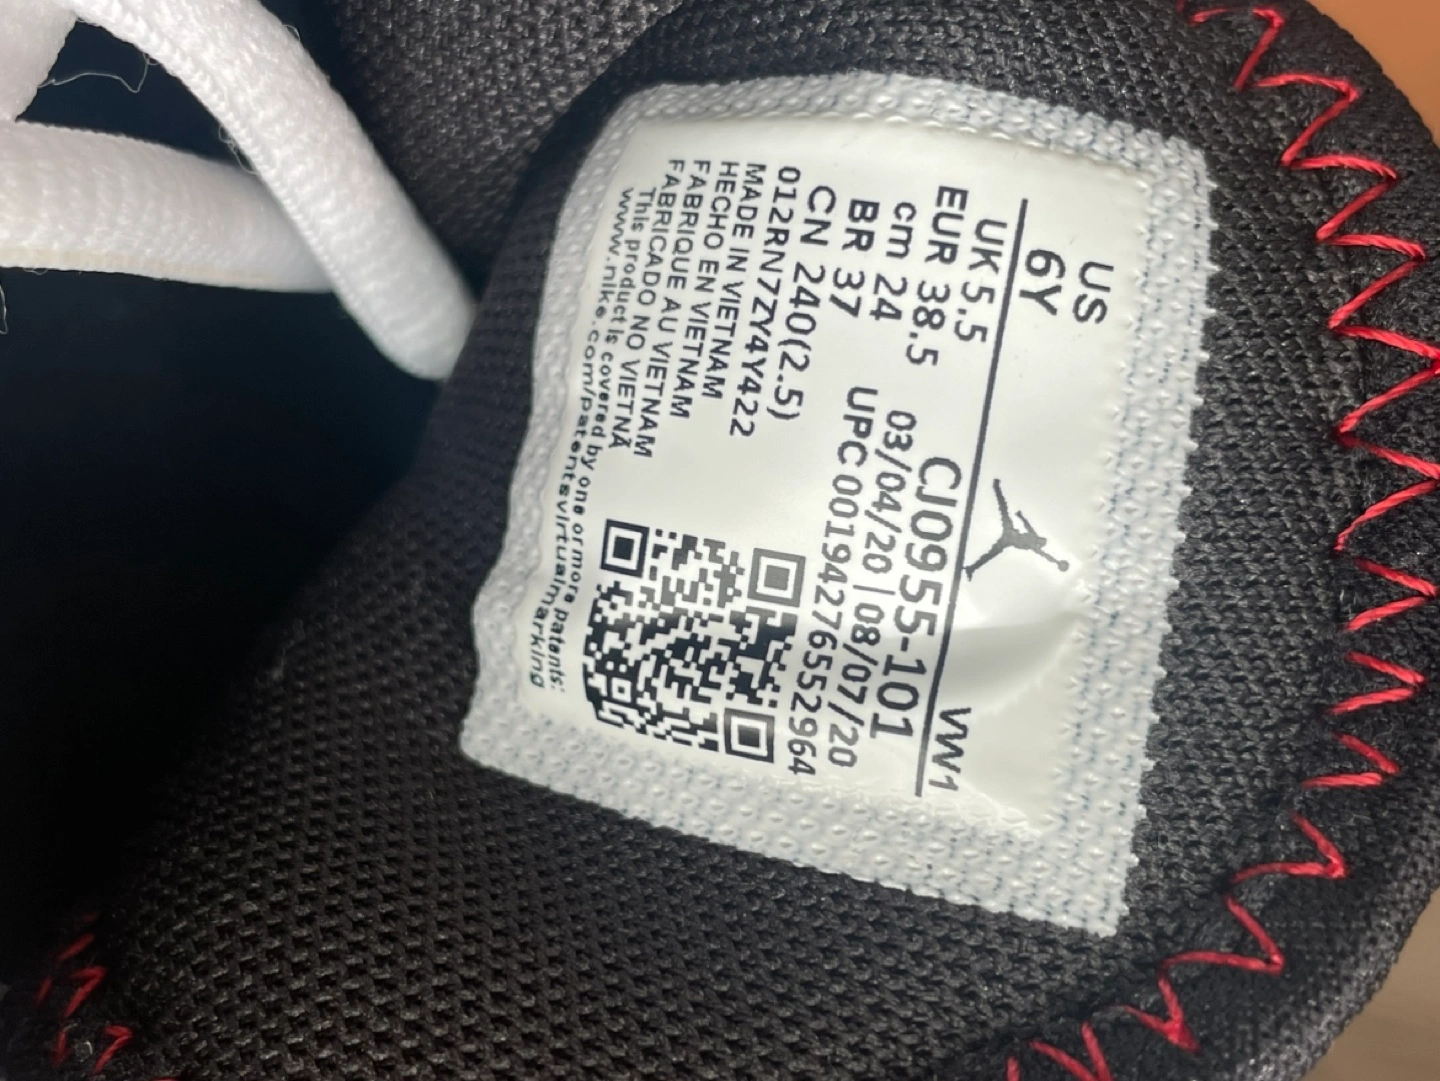 US
6Y
VVV1
UK 5.5
EUR 38.5
cm 24
BR 37
CN 240(2.5)
CJ0955-101
03/04/20 | 08/07/20
UPC 00194276552964
012RN7ZY4Y422
MADE IN VIETNAM
HECHO EN VIETNAM
FABRIQUE AU VIETNAM
FABRICADO NO VIETNÃ
This product is covered by one or more patents:
www.nike.com/patentsvirtualmarking